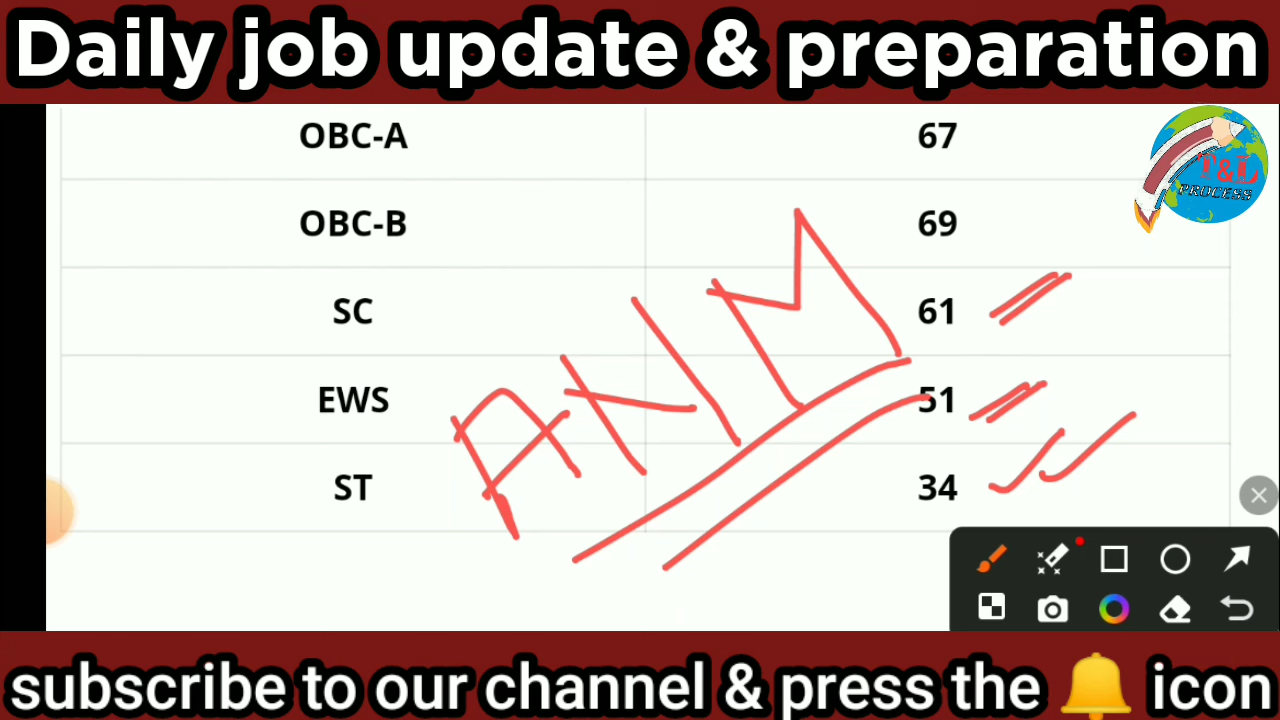 Daily job update & preparation
OBC-A 67
T&L
PROCESS
OBC-B 69
SC 61
EWS 51
ST 34
ANM
subscribe to our channel & press the 🔔 icon